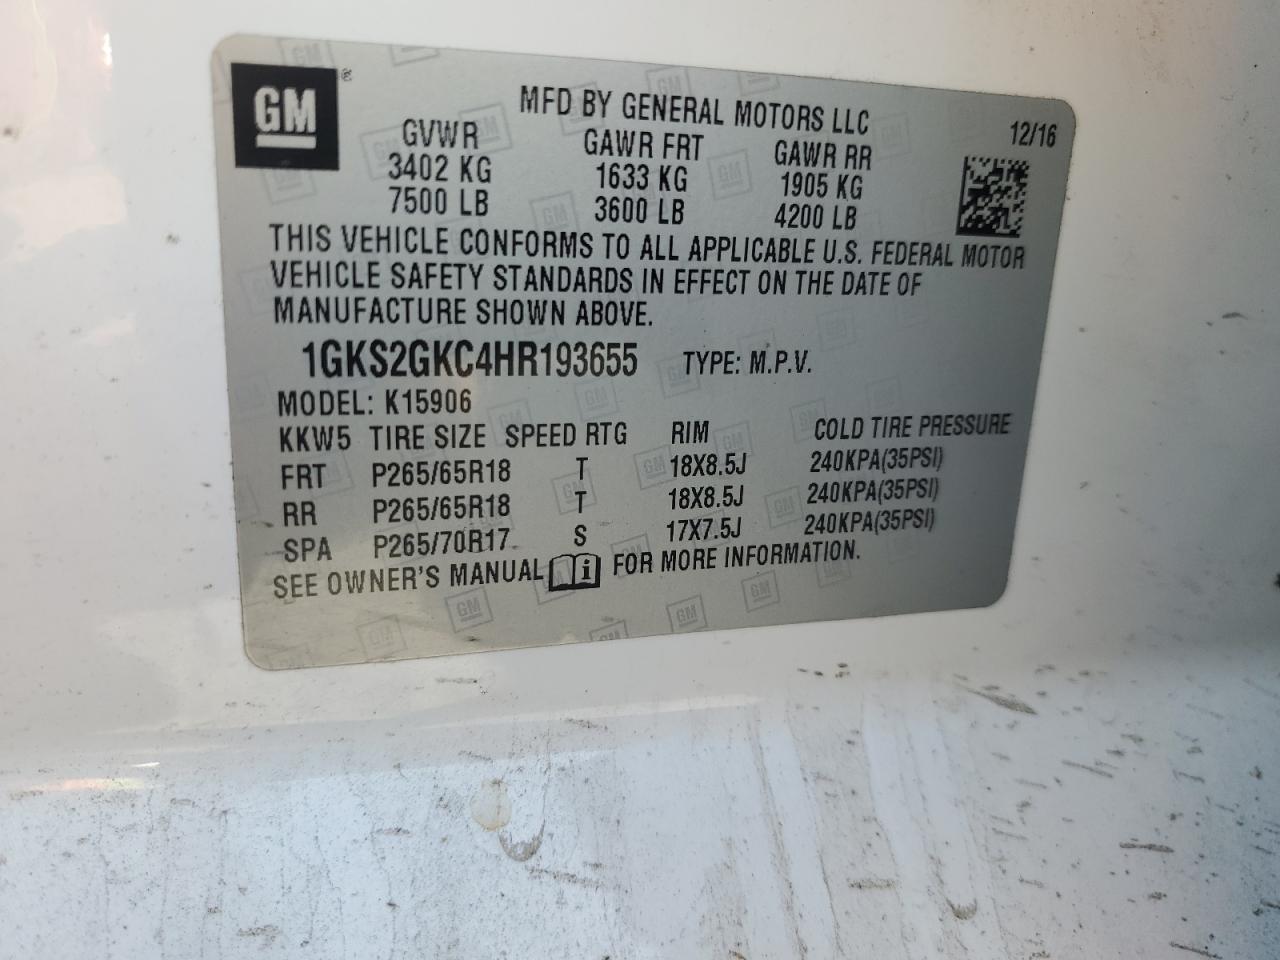 GM ®
MFD BY GENERAL MOTORS LLC
12/16
GVWR GAWR FRT GAWR RR
3402 KG 1633 KG 1905 KG
7500 LB 3600 LB 4200 LB
THIS VEHICLE CONFORMS TO ALL APPLICABLE U.S. FEDERAL MOTOR
VEHICLE SAFETY STANDARDS IN EFFECT ON THE DATE OF
MANUFACTURE SHOWN ABOVE.
1GKS2GKC4HR193655 TYPE: M.P.V.
MODEL: K15906
KKW5 TIRE SIZE SPEED RTG RIM COLD TIRE PRESSURE
FRT P265/65R18 T 18X8.5J 240KPA(35PSI)
RR P265/65R18 T 18X8.5J 240KPA(35PSI)
SPA P265/70R17 S 17X7.5J 240KPA(35PSI)
SEE OWNER'S MANUAL i FOR MORE INFORMATION.